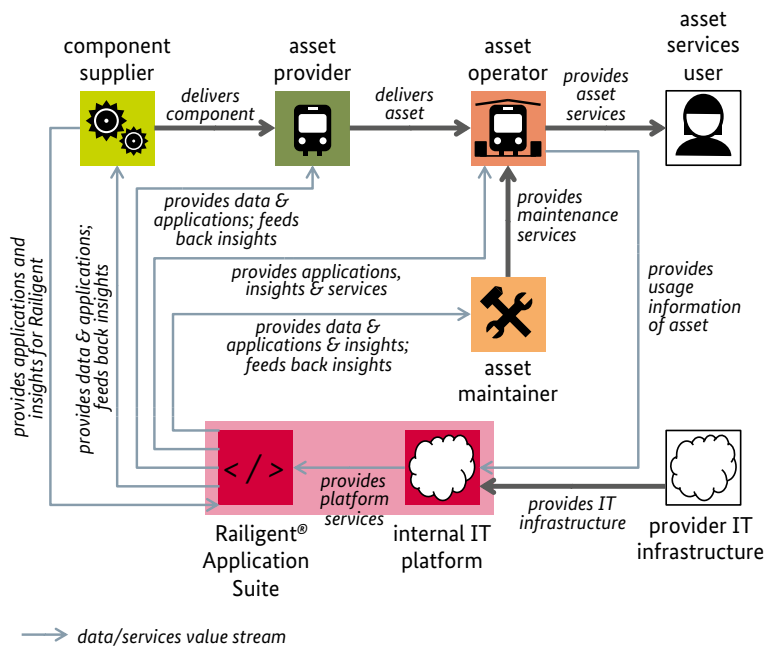 component
supplier
asset
provider
asset
operator
asset
services
user
delivers
component
delivers
asset
provides
asset
services
provides data &
applications; feeds
back insights
provides
maintenance
services
provides applications,
insights & services
provides
usage
information
of asset
provides data &
applications & insights;
feeds back insights
asset
maintainer
provides applications and
insights for Railigent
provides data & applications;
feeds back insights
</>
provides
platform
services
provides IT
infrastructure
Railigent®
Application
Suite
internal IT
platform
provider IT
infrastructure
data/services value stream